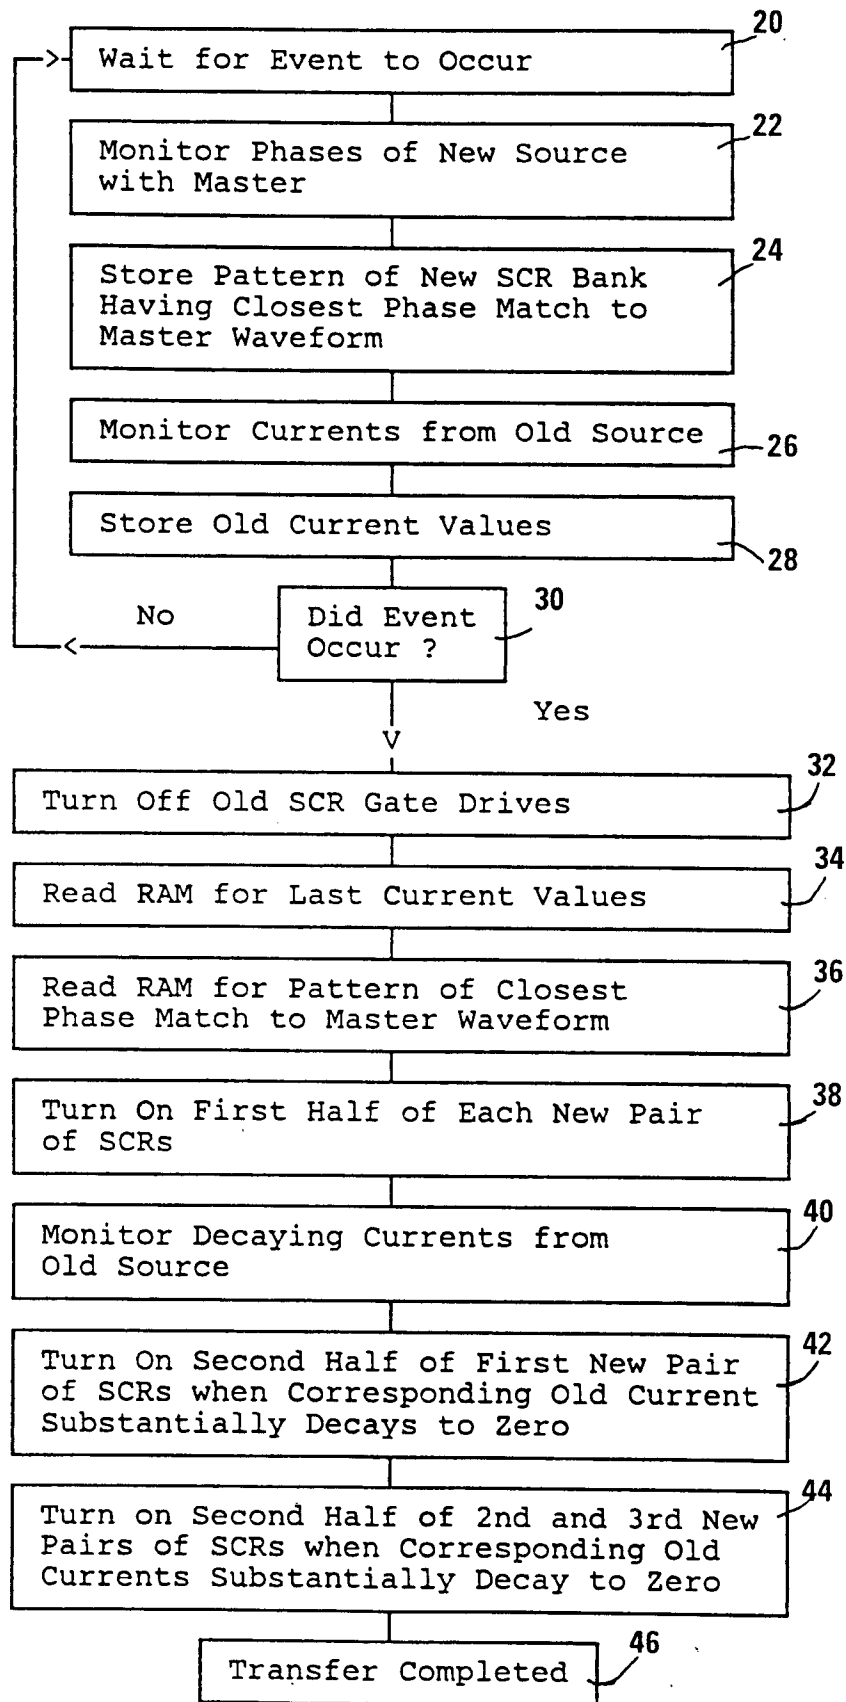 20
Wait for Event to Occur
22
Monitor Phases of New Source
with Master
24
Store Pattern of New SCR Bank
Having Closest Phase Match to
Master Waveform
Monitor Currents from Old Source
26
Store Old Current Values
28
30
No
Did Event
Occur ?
Yes
32
Turn Off Old SCR Gate Drives
34
Read RAM for Last Current Values
36
Read RAM for Pattern of Closest
Phase Match to Master Waveform
38
Turn On First Half of Each New Pair
of SCRs
40
Monitor Decaying Currents from
Old Source
42
Turn On Second Half of First New Pair
of SCRs when Corresponding Old Current
Substantially Decays to Zero
44
Turn on Second Half of 2nd and 3rd New
Pairs of SCRs when Corresponding Old
Currents Substantially Decay to Zero
46
Transfer Completed